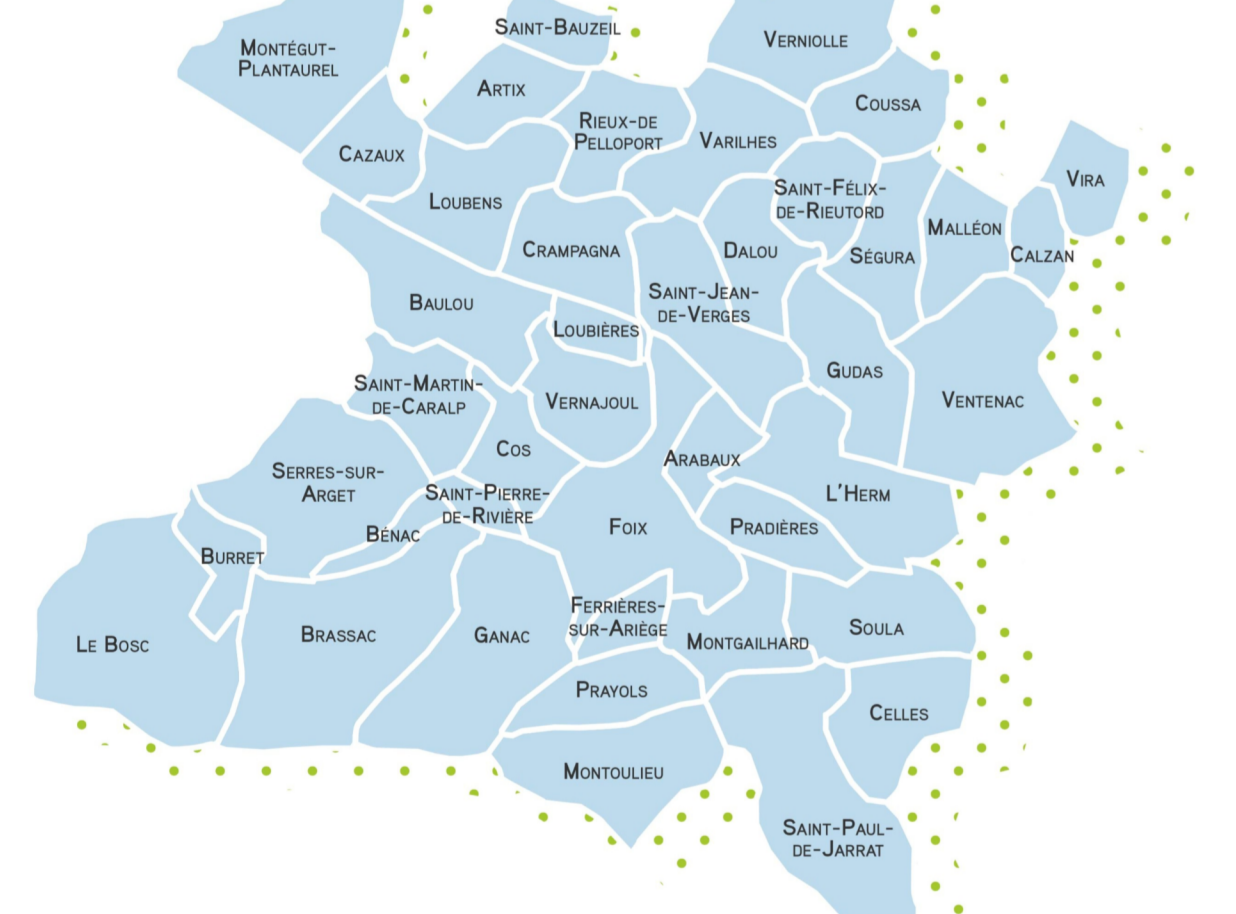 Saint-Bauzeil
Verniolle
Montégut-
Plantaurel
Artix
Coussa
Rieux-de
Pelloport
Varilhes
Cazaux
Vira
Saint-Félix-
de-Rieutord
Loubens
Malléon
Crampagna
Dalou
Ségura
Calzan
Saint-Jean-
de-Verges
Baulou
Loubières
Gudas
Saint-Martin-
de-Caralp
Vernajoul
Ventenac
Cos
Arabaux
Serres-sur-
Arget
Saint-Pierre-
de-Rivière
L'Herm
Bénac
Foix
Pradières
Burret
Ferrières-
sur-Ariège
Le Bosc
Brassac
Ganac
Montgailhard
Soula
Prayols
Celles
Montoulieu
Saint-Paul-
de-Jarrat